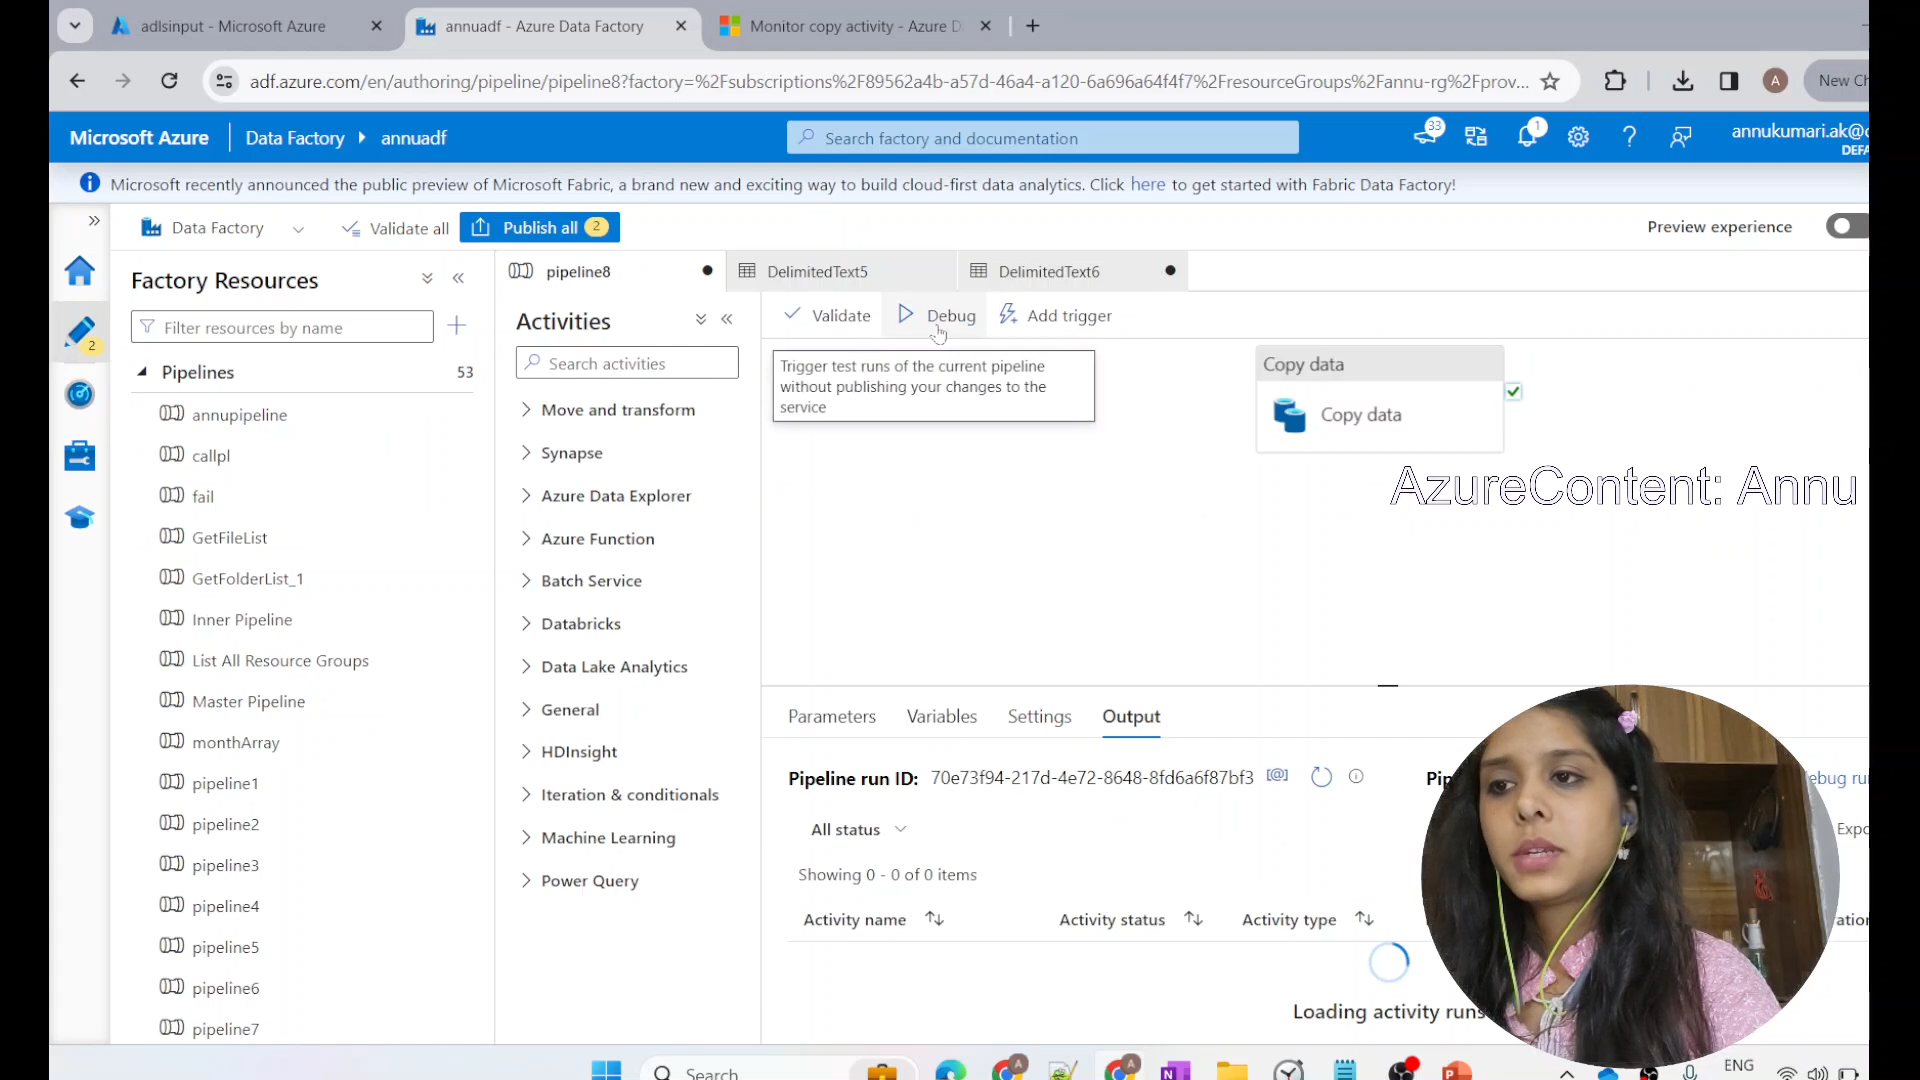 adlsinput - Microsoft Azure
annuadf - Azure Data Factory
Monitor copy activity - Azure D
adf.azure.com/en/authoring/pipeline/pipeline8?factory=%2Fsubscriptions%2F89562a4b-a57d-46a4-a120-6a696a64f4f7%2FresourceGroups%2Fannu-rg%2Fprov...
A
New Ch
Microsoft Azure
Data Factory
annuadf
Search factory and documentation
33
1
annukumari.ak@
DEFA
Microsoft recently announced the public preview of Microsoft Fabric, a brand new and exciting way to build cloud-first data analytics. Click here to get started with Fabric Data Factory!
Data Factory
Validate all
Publish all 2
Preview experience
Factory Resources
Filter resources by name
2
Pipelines 53
annupipeline
callpl
fail
GetFileList
GetFolderList_1
Inner Pipeline
List All Resource Groups
Master Pipeline
monthArray
pipeline1
pipeline2
pipeline3
pipeline4
pipeline5
pipeline6
pipeline7
pipeline8
DelimitedText5
DelimitedText6
Activities
Search activities
Move and transform
Synapse
Azure Data Explorer
Azure Function
Batch Service
Databricks
Data Lake Analytics
General
HDInsight
Iteration & conditionals
Machine Learning
Power Query
Validate
Debug
Add trigger
Trigger test runs of the current pipeline
without publishing your changes to the
service
Copy data
Copy data
AzureContent: Annu
Parameters
Variables
Settings
Output
Pipeline run ID: 70e73f94-217d-4e72-8648-8fd6a6f87bf3
All status
Showing 0 - 0 of 0 items
Activity name
Activity status
Activity type
Loading activity runs
Search
ENG